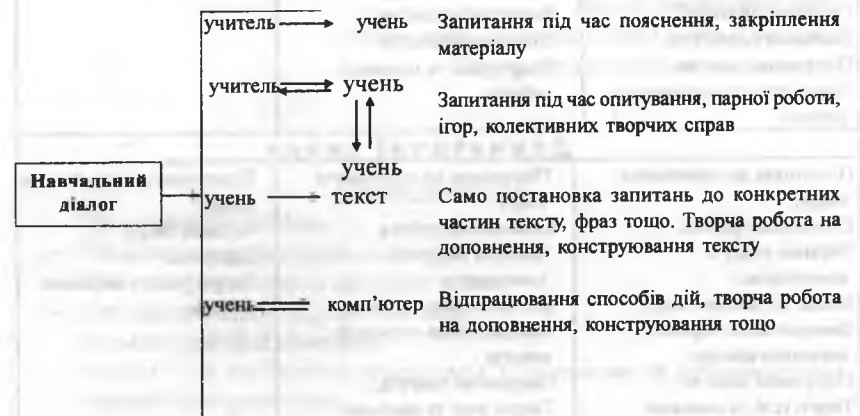 учитель учень Запитання під час пояснення, закріплення
матеріалу
учитель учень
Запитання під час опитування, парної роботи,
ігор, колективних творчих справ
учень
Навчальний
діалог
учень текст Само постановка запитань до конкретних
частин тексту, фраз тощо. Творча робота на
доповнення, конструювання тексту
учень комп’ютер Відпрацювання способів дій, творча робота
на доповнення, конструювання тощо